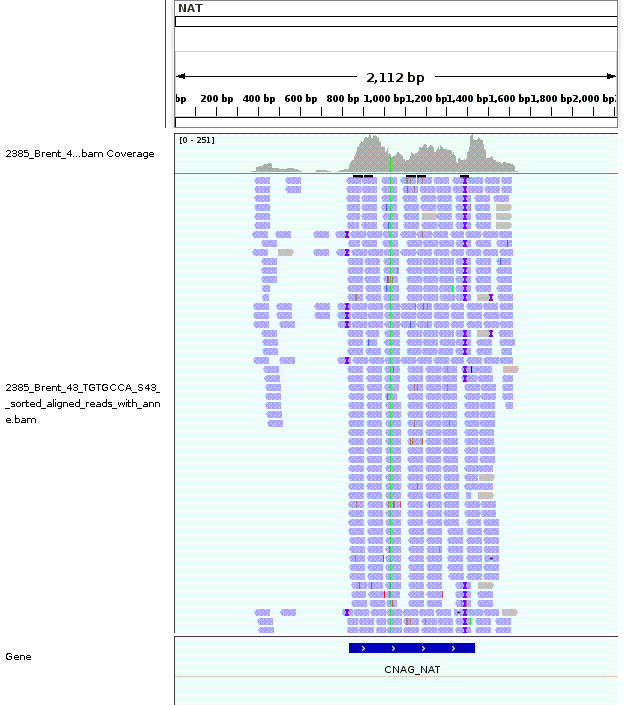 NAT
2,112 bp
bp 200 bp 400 bp 600 bp 800 bp 1,000 bp 1,200 bp 1,400 bp 1,600 bp 1,800 bp 2,000 bp
[0 - 251]
2385_Brent_4...bam Coverage
2385_Brent_43_TGTGCCA_S43_
_sorted_aligned_reads_with_ann
e.bam
Gene
CNAG_NAT